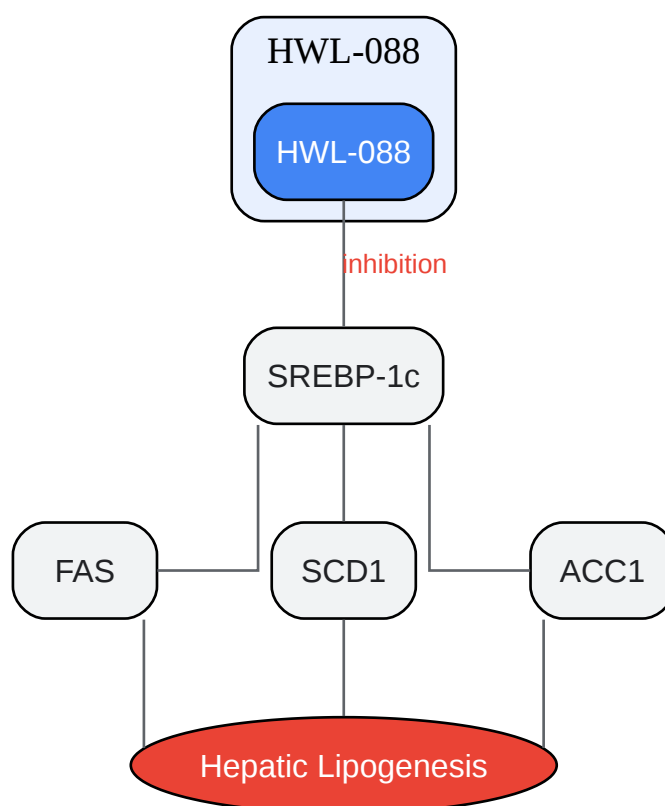 HWL-088
HWL-088
inhibition
SREBP-1c
FAS
SCD1
ACC1
Hepatic Lipogenesis